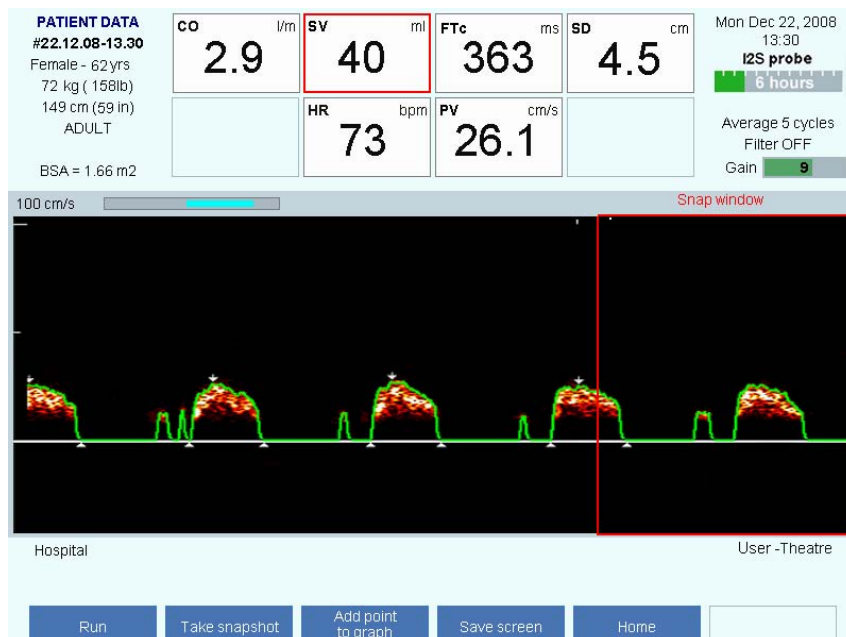 PATIENT DATA
#22.12.08-13.30
Female - 62yrs
72 kg ( 158lb)
149 cm (59 in)
ADULT
BSA = 1.66 m2
CO l/m
2.9
SV ml
40
FTc ms
363
SD cm
4.5
HR bpm
73
PV cm/s
26.1
Mon Dec 22, 2008
13:30
I2S probe
6 hours
Average 5 cycles
Filter OFF
Gain 9
100 cm/s
Snap window
Hospital
User -Theatre
Run
Take snapshot
Add point
to graph
Save screen
Home